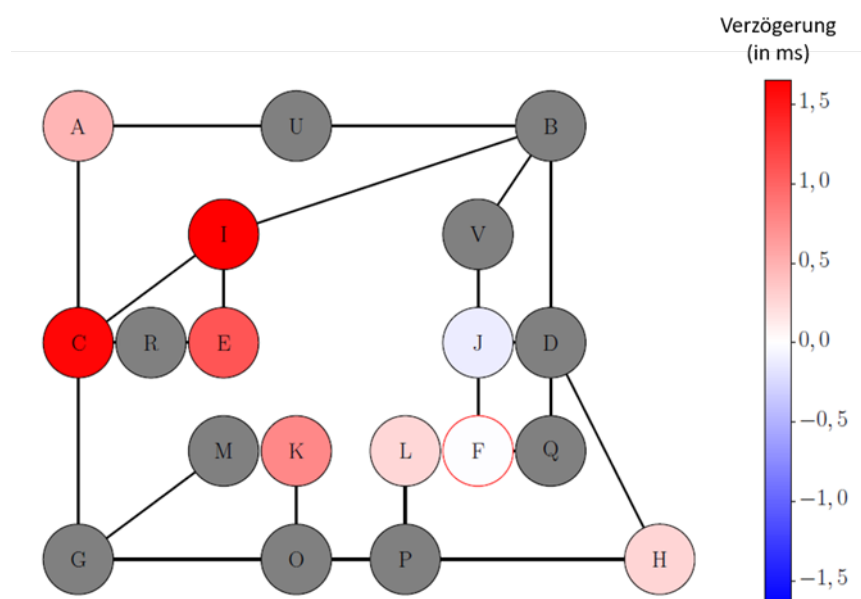 Verzögerung
(in ms)
1,5
A
U
B
1,0
I
V
0,5
C
R
E
J
D
0,0
M
K
L
F
Q
−0,5
−1,0
G
O
P
H
−1,5